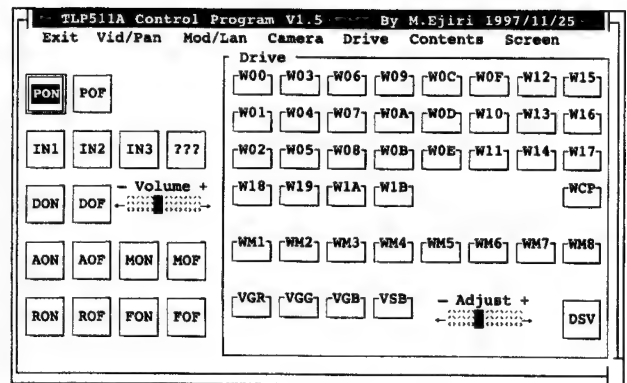 TLP511A Control Program V1.5 By M.Ejiri 1997/11/25
Exit Vid/Pan Mod/Lan Camera Drive Contents Screen
Drive
W00 W03 W06 W09 W0C W0F W12 W15
PON POF
W01 W04 W07 W0A W0D W10 W13 W16
IN1 IN2 IN3 ???
W02 W05 W08 W0B W0E W11 W14 W17
DON DOF - Volume +
W18 W19 W1A W1B WCP
AON AOF MON MOF
WM1 WM2 WM3 WM4 WM5 WM6 WM7 WM8
RON ROF FON FOF
VGR VGG VGB VSB - Adjust + DSV